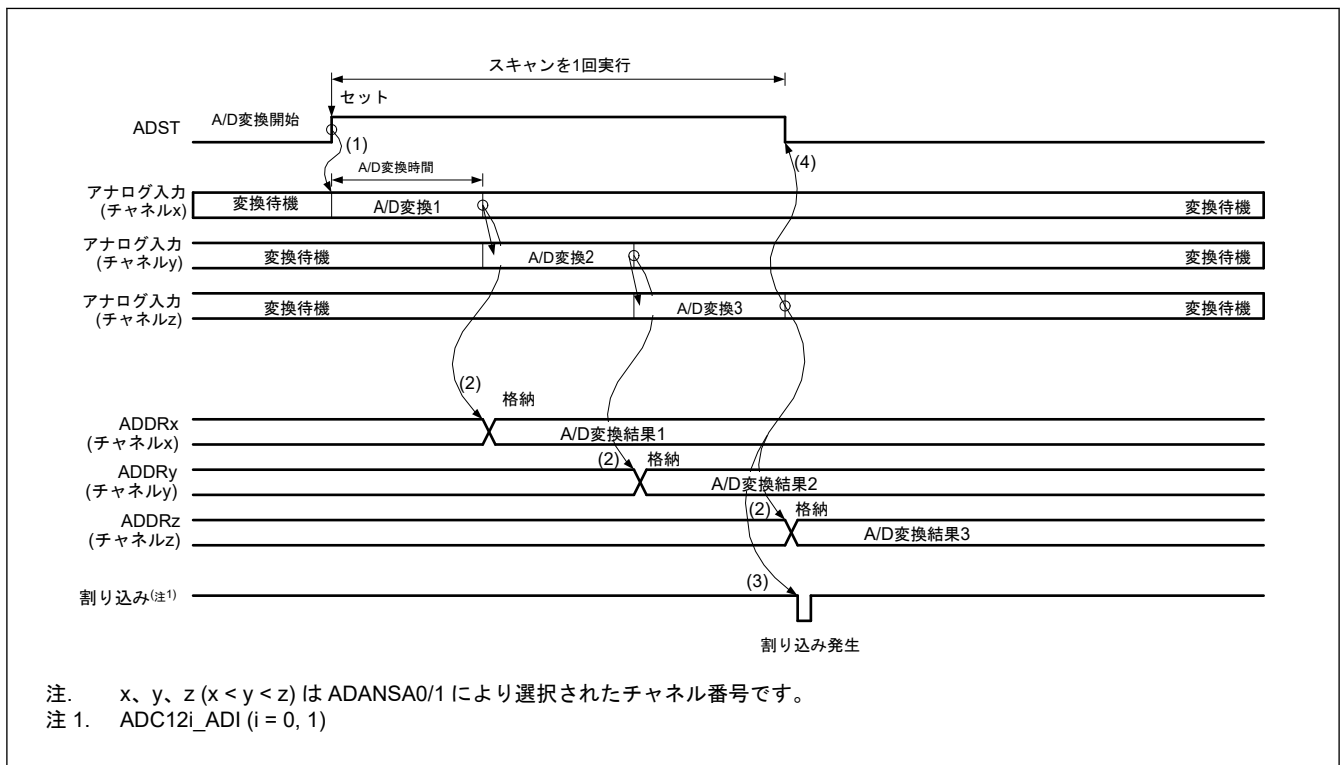 スキャンを1回実行
セット
ADST
A/D変換開始
(1)
(4)
A/D変換時間
アナログ入力
(チャネルx)
変換待機
A/D変換1
変換待機
アナログ入力
(チャネルy)
変換待機
A/D変換2
変換待機
アナログ入力
(チャネルz)
変換待機
A/D変換3
変換待機
(2)
格納
ADDRx
(チャネルx)
A/D変換結果1
(2)
格納
ADDRy
(チャネルy)
A/D変換結果2
(2)
格納
ADDRz
(チャネルz)
A/D変換結果3
(3)
割り込み(注1)
割り込み発生
注. x、y、z (x < y < z) は ADANSA0/1 により選択されたチャネル番号です。
注 1. ADC12i_ADI (i = 0, 1)